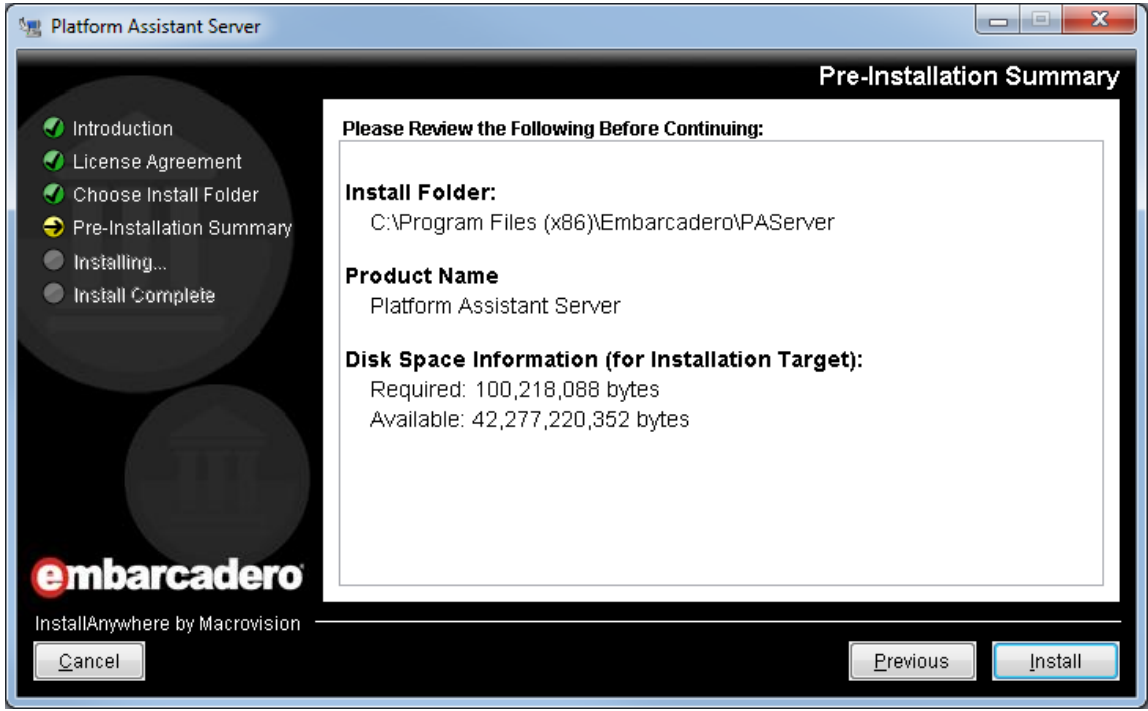 Platform Assistant Server
Pre-Installation Summary
Introduction
License Agreement
Choose Install Folder
Pre-Installation Summary
Installing...
Install Complete
Please Review the Following Before Continuing:
Install Folder:
C:\Program Files (x86)\Embarcadero\PAServer
Product Name
Platform Assistant Server
Disk Space Information (for Installation Target):
Required: 100,218,088 bytes
Available: 42,277,220,352 bytes
embarcadero
InstallAnywhere by Macrovision
Cancel
Previous
Install